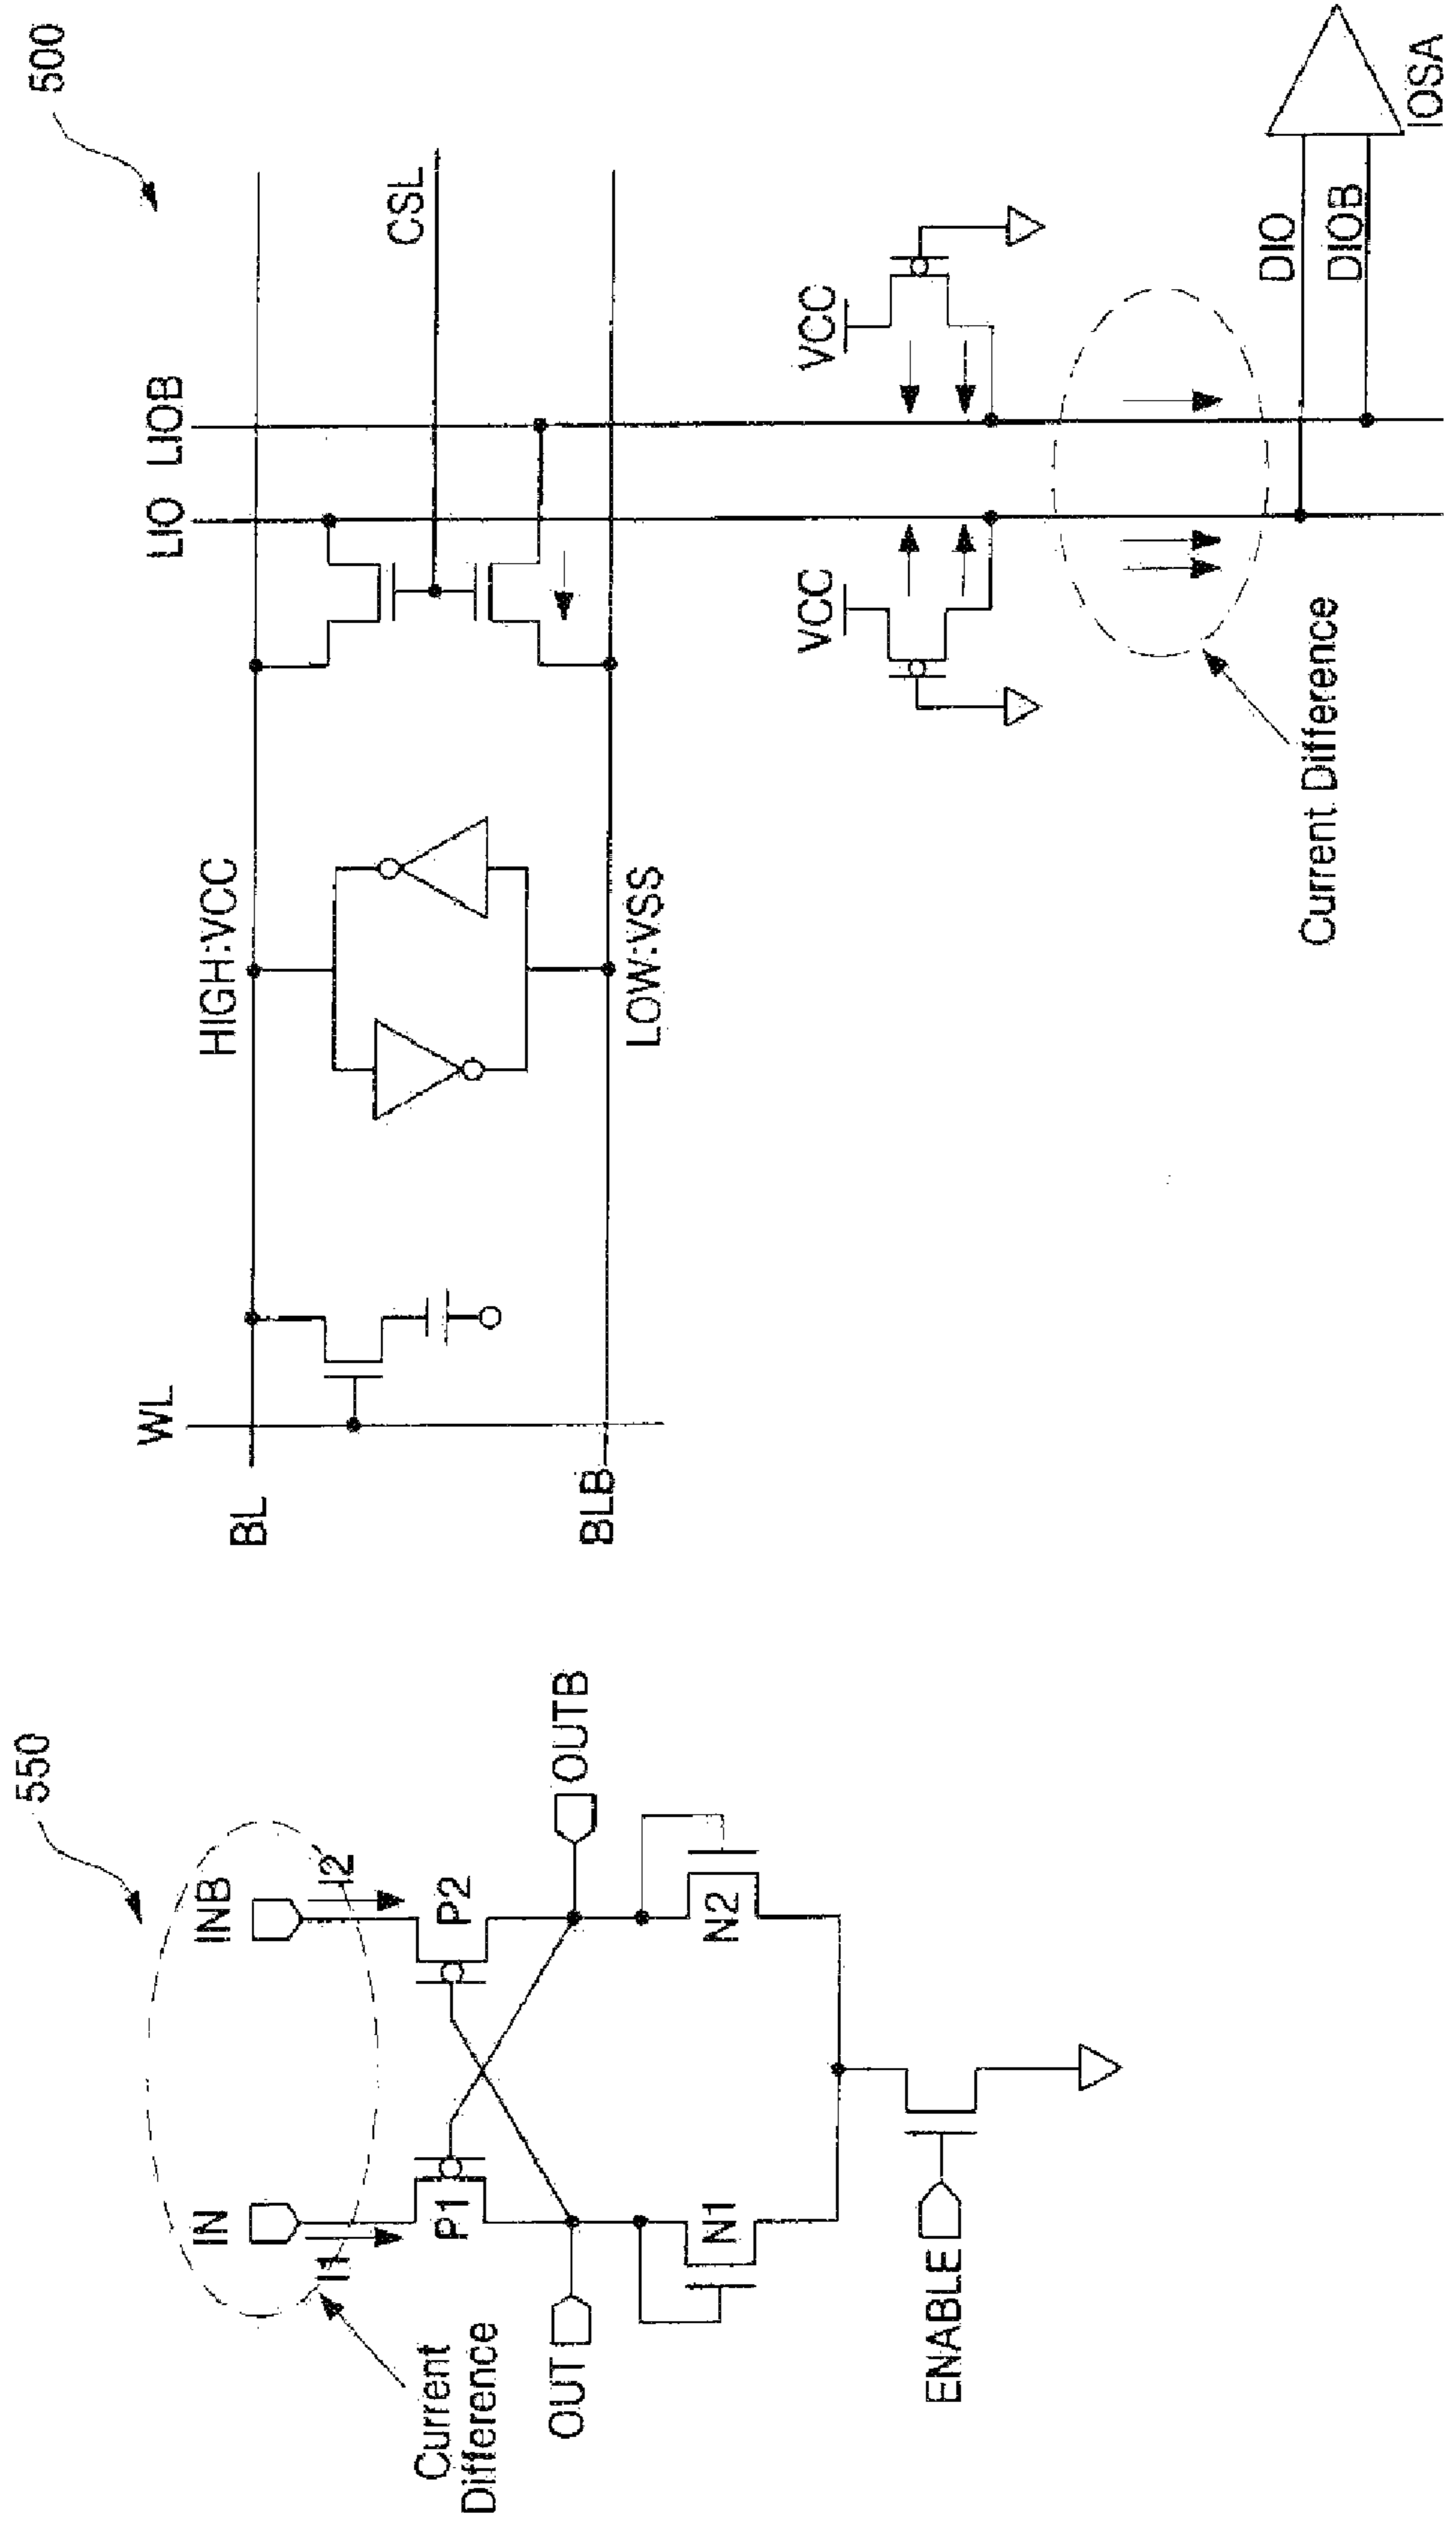 550
IN
INB
I1
I2
Current
Difference
P1
P2
OUT
OUTB
N1
N2
ENABLE
500
WL
LIO
LIOB
BL
HIGH:VCC
CSL
BLB
LOW:VSS
VCC
VCC
Current Difference
DIO
DIOB
IOSA